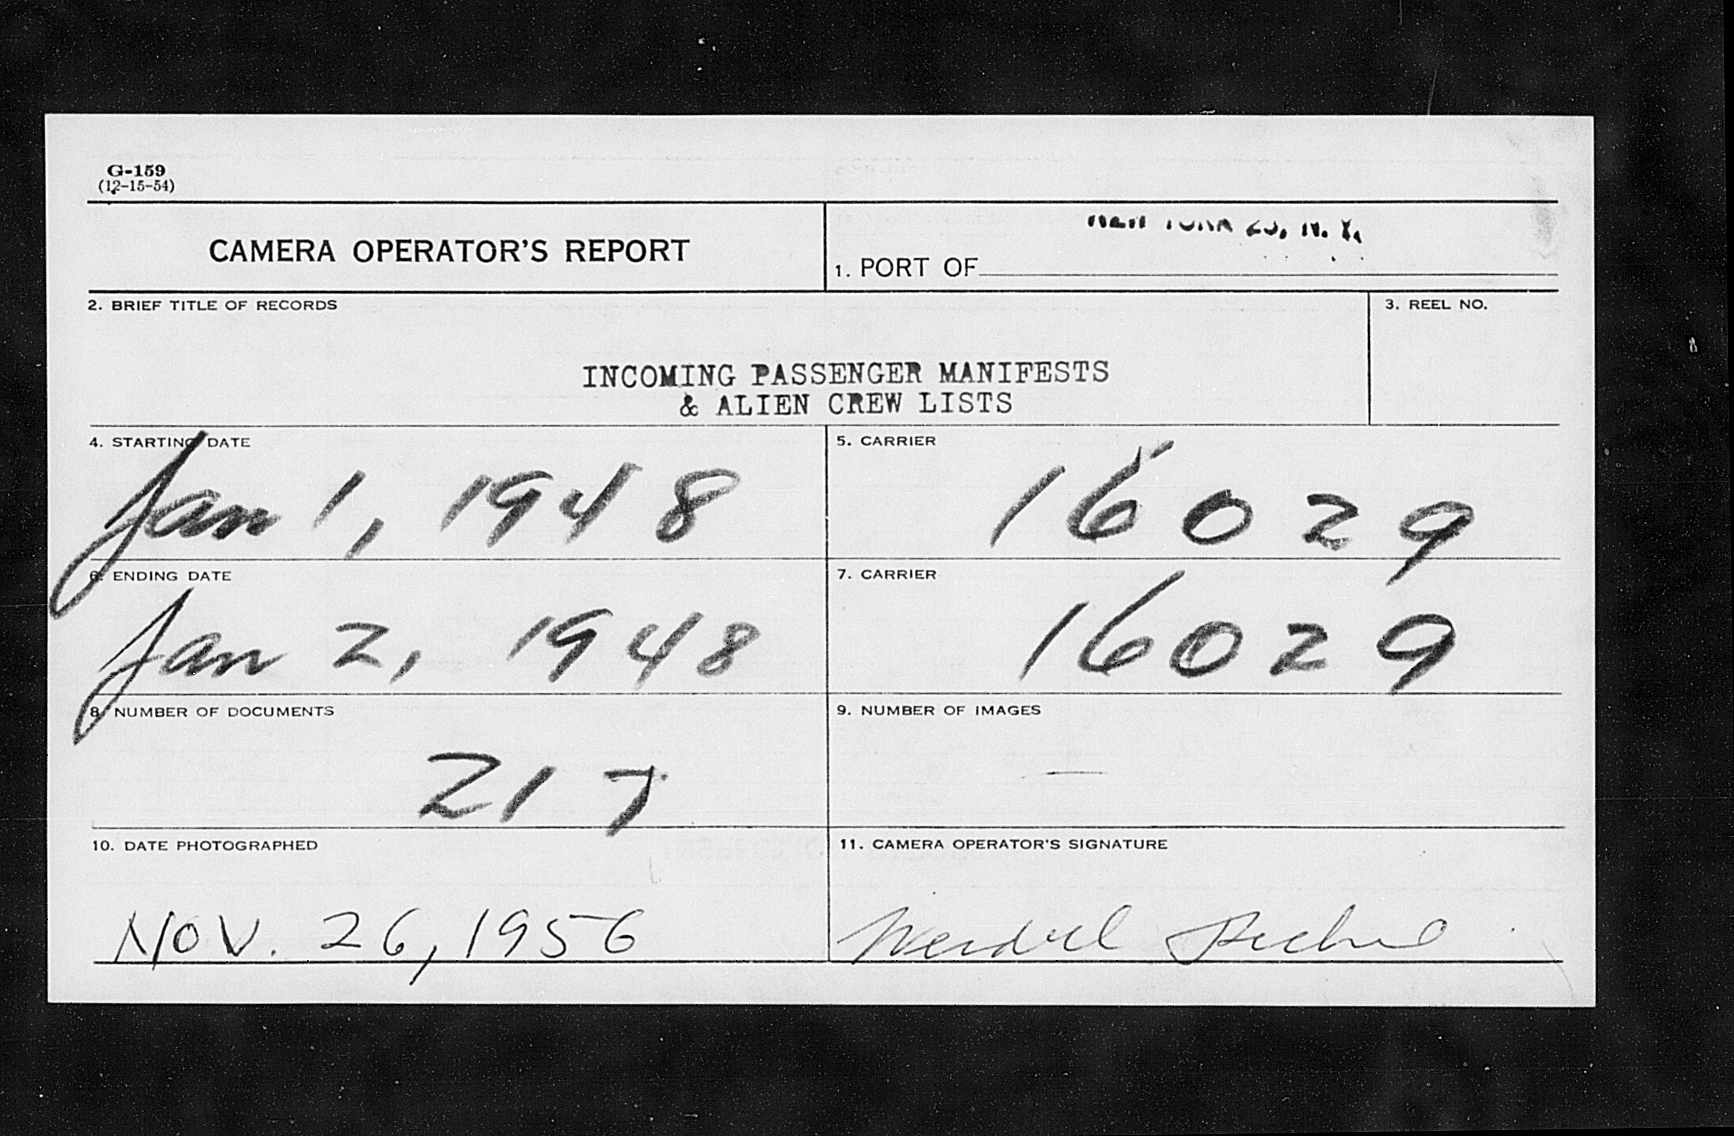 G-159
(12-15-54)
CAMERA OPERATOR'S REPORT
NEW YORK 25, N. Y.
1. PORT OF
2. BRIEF TITLE OF RECORDS
3. REEL NO.
INCOMING PASSENGER MANIFESTS
& ALIEN CREW LISTS
4. STARTING DATE
Jan 1, 1948
5. CARRIER
16029
6. ENDING DATE
Jan 2, 1948
7. CARRIER
16029
8. NUMBER OF DOCUMENTS
217
9. NUMBER OF IMAGES
—
10. DATE PHOTOGRAPHED
NOV. 26, 1956
11. CAMERA OPERATOR'S SIGNATURE